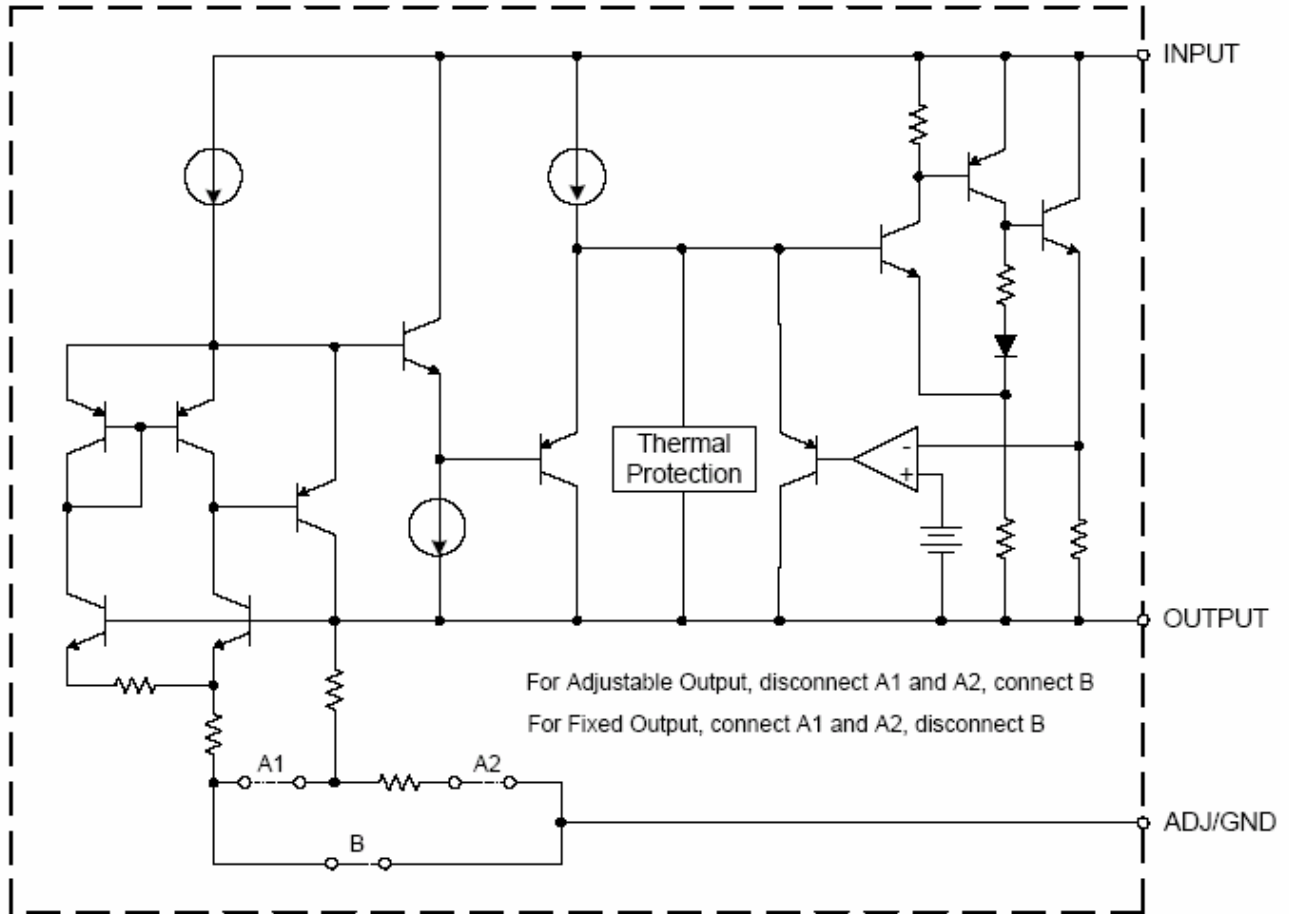 INPUT
Thermal
Protection
-
+
OUTPUT
For Adjustable Output, disconnect A1 and A2, connect B
For Fixed Output, connect A1 and A2, disconnect B
A1
A2
ADJ/GND
B